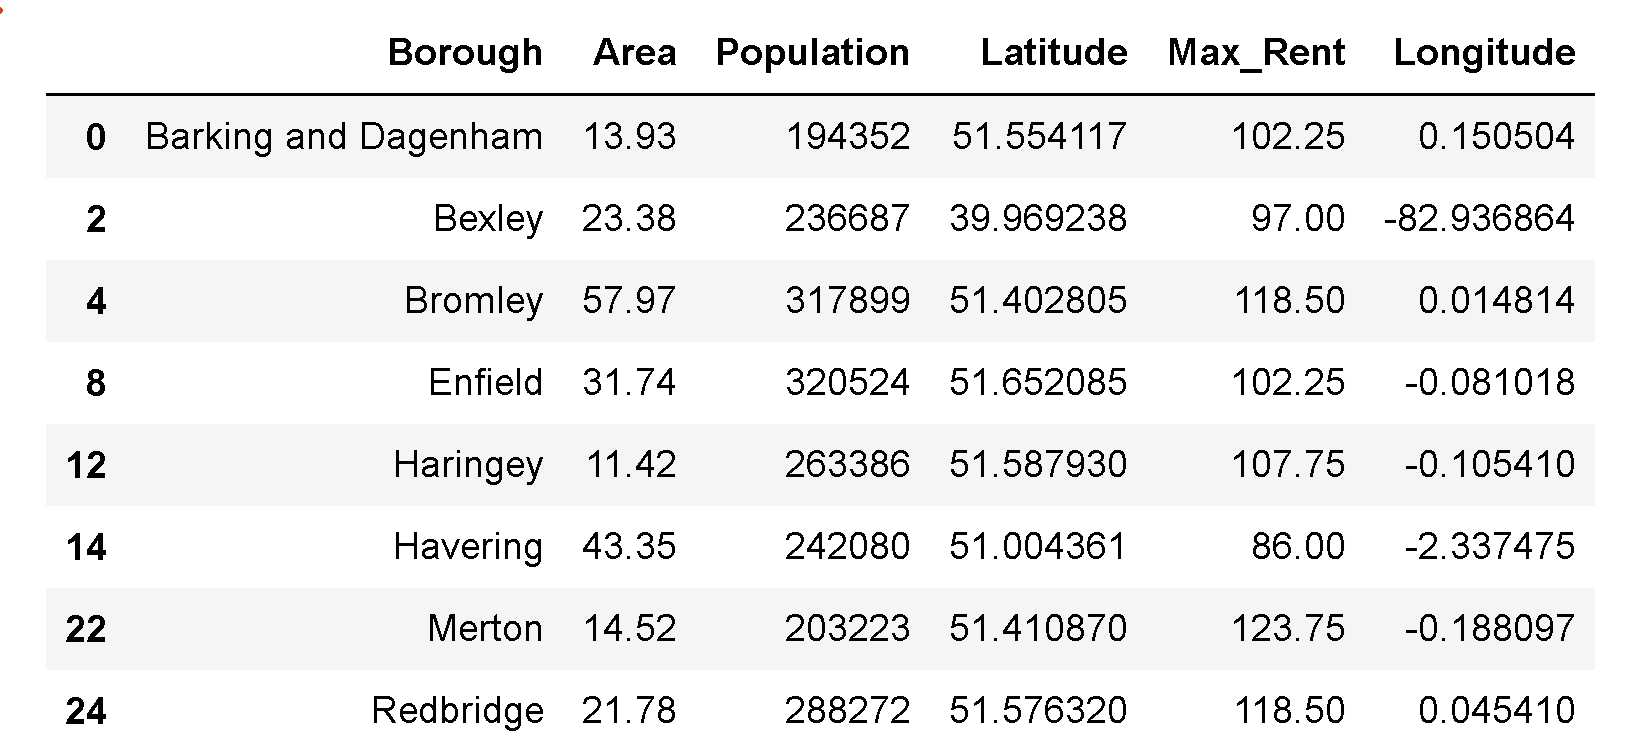 Borough Area Population Latitude Max_Rent Longitude
0 Barking and Dagenham 13.93 194352 51.554117 102.25 0.150504
2 Bexley 23.38 236687 39.969238 97.00 -82.936864
4 Bromley 57.97 317899 51.402805 118.50 0.014814
8 Enfield 31.74 320524 51.652085 102.25 -0.081018
12 Haringey 11.42 263386 51.587930 107.75 -0.105410
14 Havering 43.35 242080 51.004361 86.00 -2.337475
22 Merton 14.52 203223 51.410870 123.75 -0.188097
24 Redbridge 21.78 288272 51.576320 118.50 0.045410